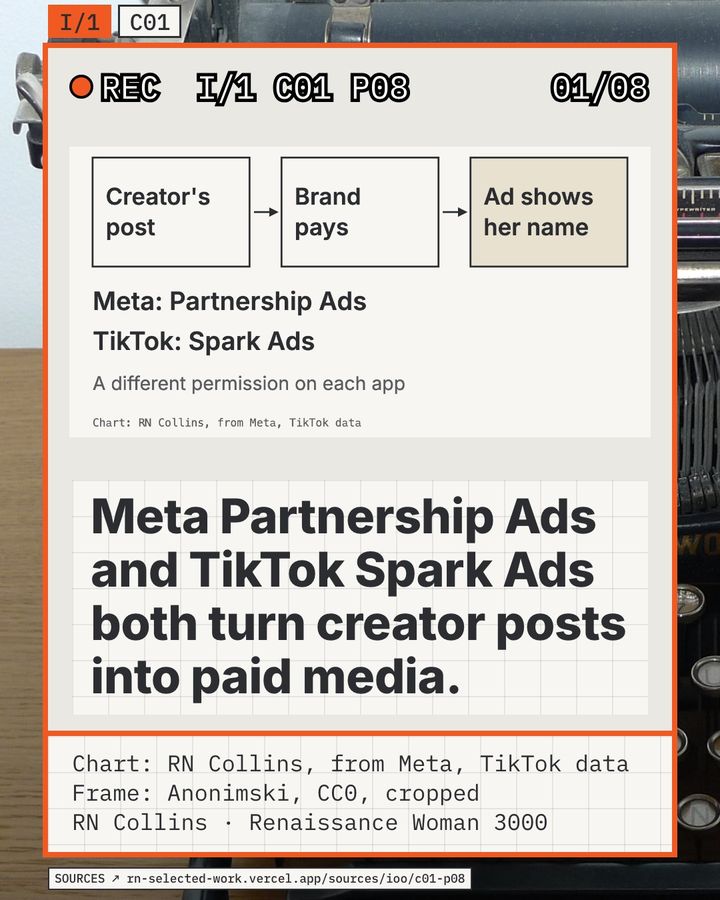 I/1 C01
REC I/1 C01 P08 01/08
Creator's
post
Brand
pays
Ad shows
her name
Meta: Partnership Ads
TikTok: Spark Ads
A different permission on each app
Chart: RN Collins, from Meta, TikTok data
Meta Partnership Ads
and TikTok Spark Ads
both turn creator posts
into paid media.
Chart: RN Collins, from Meta, TikTok data
Frame: Anonimski, CC0, cropped
RN Collins · Renaissance Woman 3000
SOURCES ↗ rn-selected-work.vercel.app/sources/ioo/c01-p08